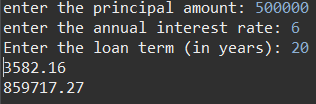 enter the principal amount: 500000
enter the annual interest rate: 6
Enter the loan term (in years): 20
3582.16
859717.27